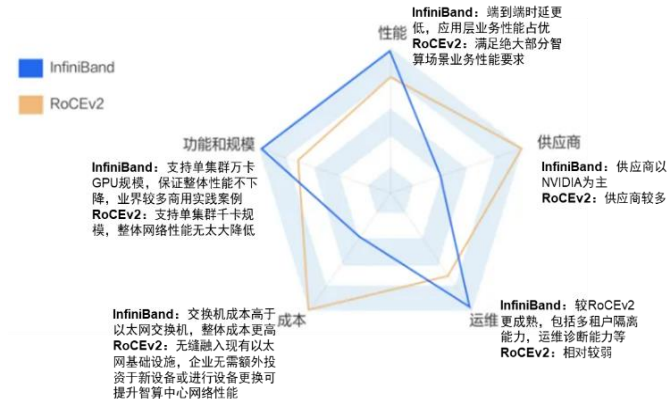 InfiniBand：端到端时延更
低，应用层业务性能占优
RoCEv2：满足绝大部分智
算场景业务性能要求
性能
InfiniBand
RoCEv2
功能和规模
InfiniBand：支持单集群万卡
GPU规模，保证整体性能不下
降，业界较多商用实践案例
RoCEv2：支持单集群千卡规
模，整体网络性能无太大降低
供应商
InfiniBand：供应商以
NVIDIA为主
RoCEv2：供应商较多
InfiniBand：交换机成本高于
以太网交换机，整体成本更高
RoCEv2：无缝融入现有以太
网基础设施，企业无需额外投
资于新设备或进行设备更换可
提升智算中心网络性能
成本
运维
InfiniBand：较RoCEv2
更成熟，包括多租户隔离
能力，运维诊断能力等
RoCEv2：相对较弱